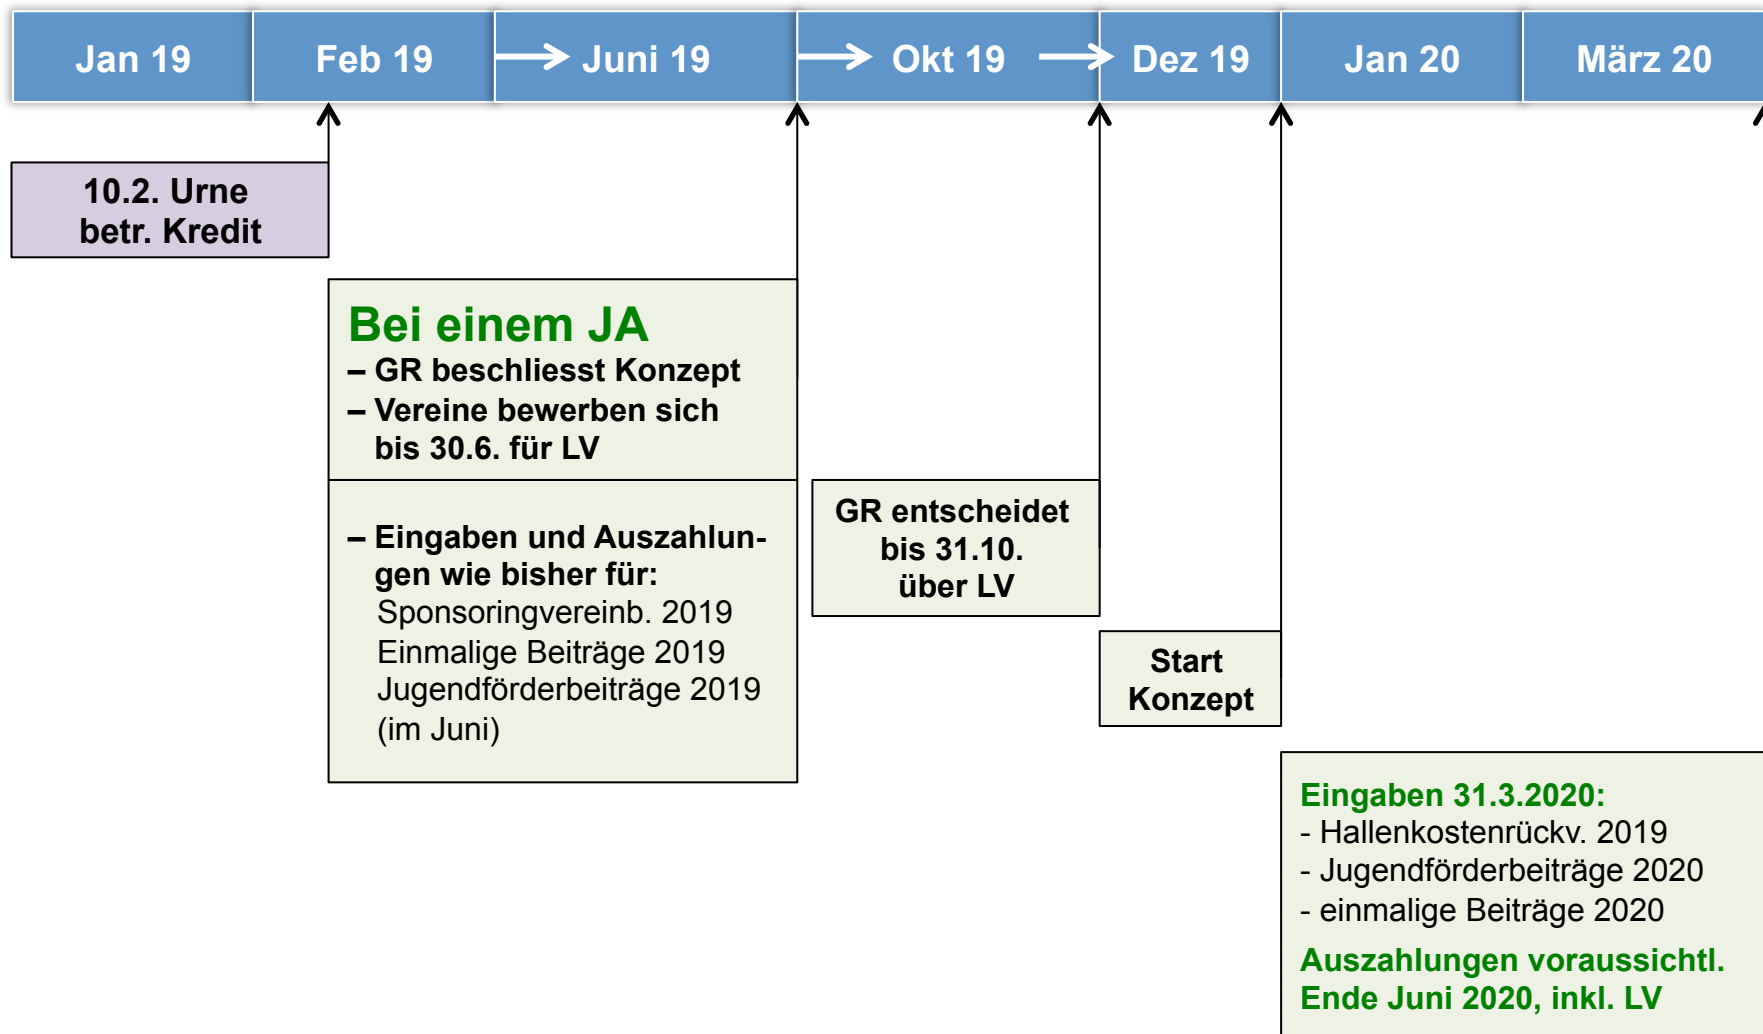 Jan 19
Feb 19
Juni 19
Okt 19
Dez 19
Jan 20
März 20
10.2. Urne
betr. Kredit
Bei einem JA
– GR beschliesst Konzept
– Vereine bewerben sich
bis 30.6. für LV
– Eingaben und Auszahlun-
gen wie bisher für:
Sponsoringvereinb. 2019
Einmalige Beiträge 2019
Jugendförderbeiträge 2019
(im Juni)
GR entscheidet
bis 31.10.
über LV
Start
Konzept
Eingaben 31.3.2020:
- Hallenkostenrückv. 2019
- Jugendförderbeiträge 2020
- einmalige Beiträge 2020
Auszahlungen voraussichtl.
Ende Juni 2020, inkl. LV